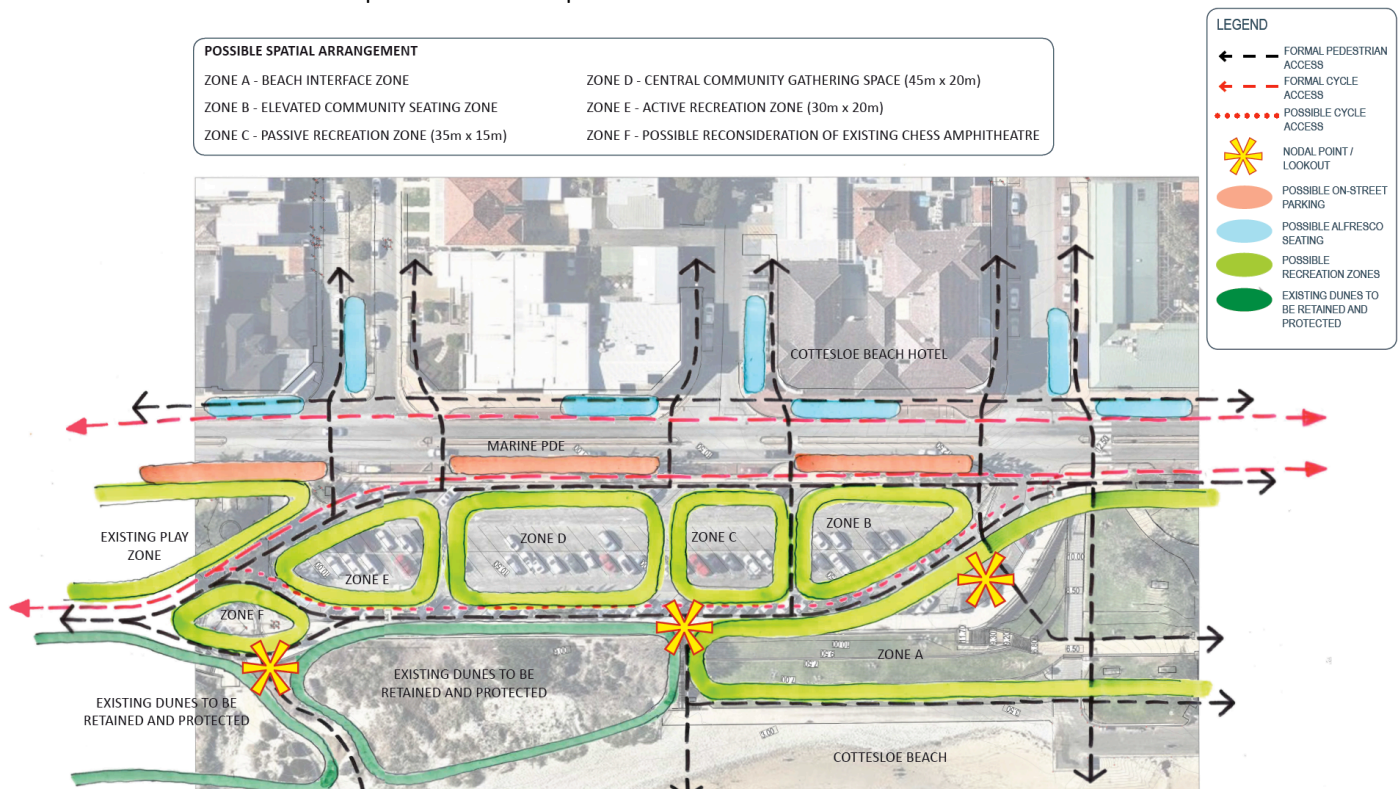 POSSIBLE SPATIAL ARRANGEMENT
ZONE A - BEACH INTERFACE ZONE
ZONE B - ELEVATED COMMUNITY SEATING ZONE
ZONE C - PASSIVE RECREATION ZONE (35m x 15m)
ZONE D - CENTRAL COMMUNITY GATHERING SPACE (45m x 20m)
ZONE E - ACTIVE RECREATION ZONE (30m x 20m)
ZONE F - POSSIBLE RECONSIDERATION OF EXISTING CHESS AMPHITHEATRE
LEGEND
FORMAL PEDESTRIAN
ACCESS
FORMAL CYCLE
ACCESS
POSSIBLE CYCLE
ACCESS
NODAL POINT /
LOOKOUT
POSSIBLE ON-STREET
PARKING
POSSIBLE ALFRESCO
SEATING
POSSIBLE
RECREATION ZONES
EXISTING DUNES TO
BE RETAINED AND
PROTECTED
COTTESLOE BEACH HOTEL
MARINE PDE
EXISTING PLAY
ZONE
ZONE E
ZONE D
ZONE C
ZONE B
ZONE F
ZONE A
EXISTING DUNES TO BE
RETAINED AND PROTECTED
EXISTING DUNES TO BE
RETAINED AND PROTECTED
COTTESLOE BEACH